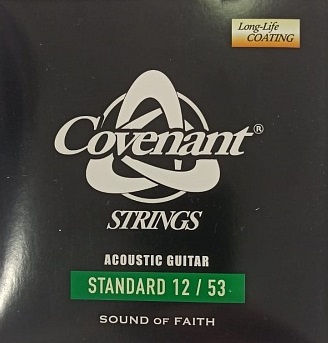 Long-Life
COATING
Covenant®
STRINGS
ACOUSTIC GUITAR
STANDARD 12 / 53
SOUND OF FAITH